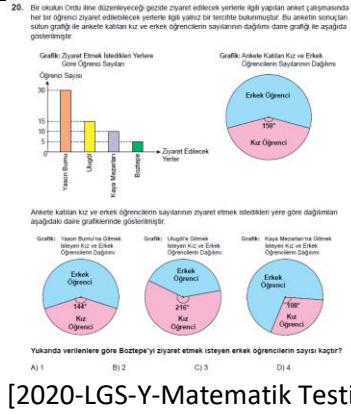 20. Bir okulun Ordu iline düzenleyeceği gezide ziyaret edilecek yerlerle ilgili yapılan anket çalışmasında
her bir öğrenci ziyaret edilebilecek yerlerle ilgili yalnız bir tercihte bulunmuştur. Bu anketin sonuçları
sütun grafiği ile ankete katılan kız ve erkek öğrencilerin sayılarının dağılımı daire grafiği ile aşağıda
gösterilmiştir.
Grafik: Ziyaret Etmek İstedikleri Yerlere
Göre Öğrenci Sayıları
Öğrenci Sayısı
30
15
10
5
0
Yason Burnu
Ulugöl
Kaya Mezarları
Boztepe
Ziyaret Edilecek
Yerler
Grafik: Ankete Katılan Kız ve Erkek
Öğrencilerin Sayılarının Dağılımı
Erkek Öğrenci
150°
Kız Öğrenci
Ankete katılan kız ve erkek öğrencilerin sayılarının ziyaret etmek istedikleri yere göre dağılımları
aşağıdaki daire grafiklerinde gösterilmiştir.
Grafik: Yason Burnu'na Gitmek
İsteyen Kız ve Erkek
Öğrencilerin Dağılımı
Erkek
Öğrenci
144°
Kız
Öğrenci
Grafik: Ulugöl'e Gitmek
İsteyen Kız ve Erkek
Öğrencilerin Dağılımı
Erkek
Öğrenci
216°
Kız
Öğrenci
Grafik: Kaya Mezarları'na Gitmek
İsteyen Kız ve Erkek
Öğrencilerin Dağılımı
Erkek
Öğrenci
Kız
Öğrenci
Yukarıda verilenlere göre Boztepe'yi ziyaret etmek isteyen erkek öğrencilerin sayısı kaçtır?
A) 1 B) 2 C) 3 D) 4
[2020-LGS-Y-Matematik Testi